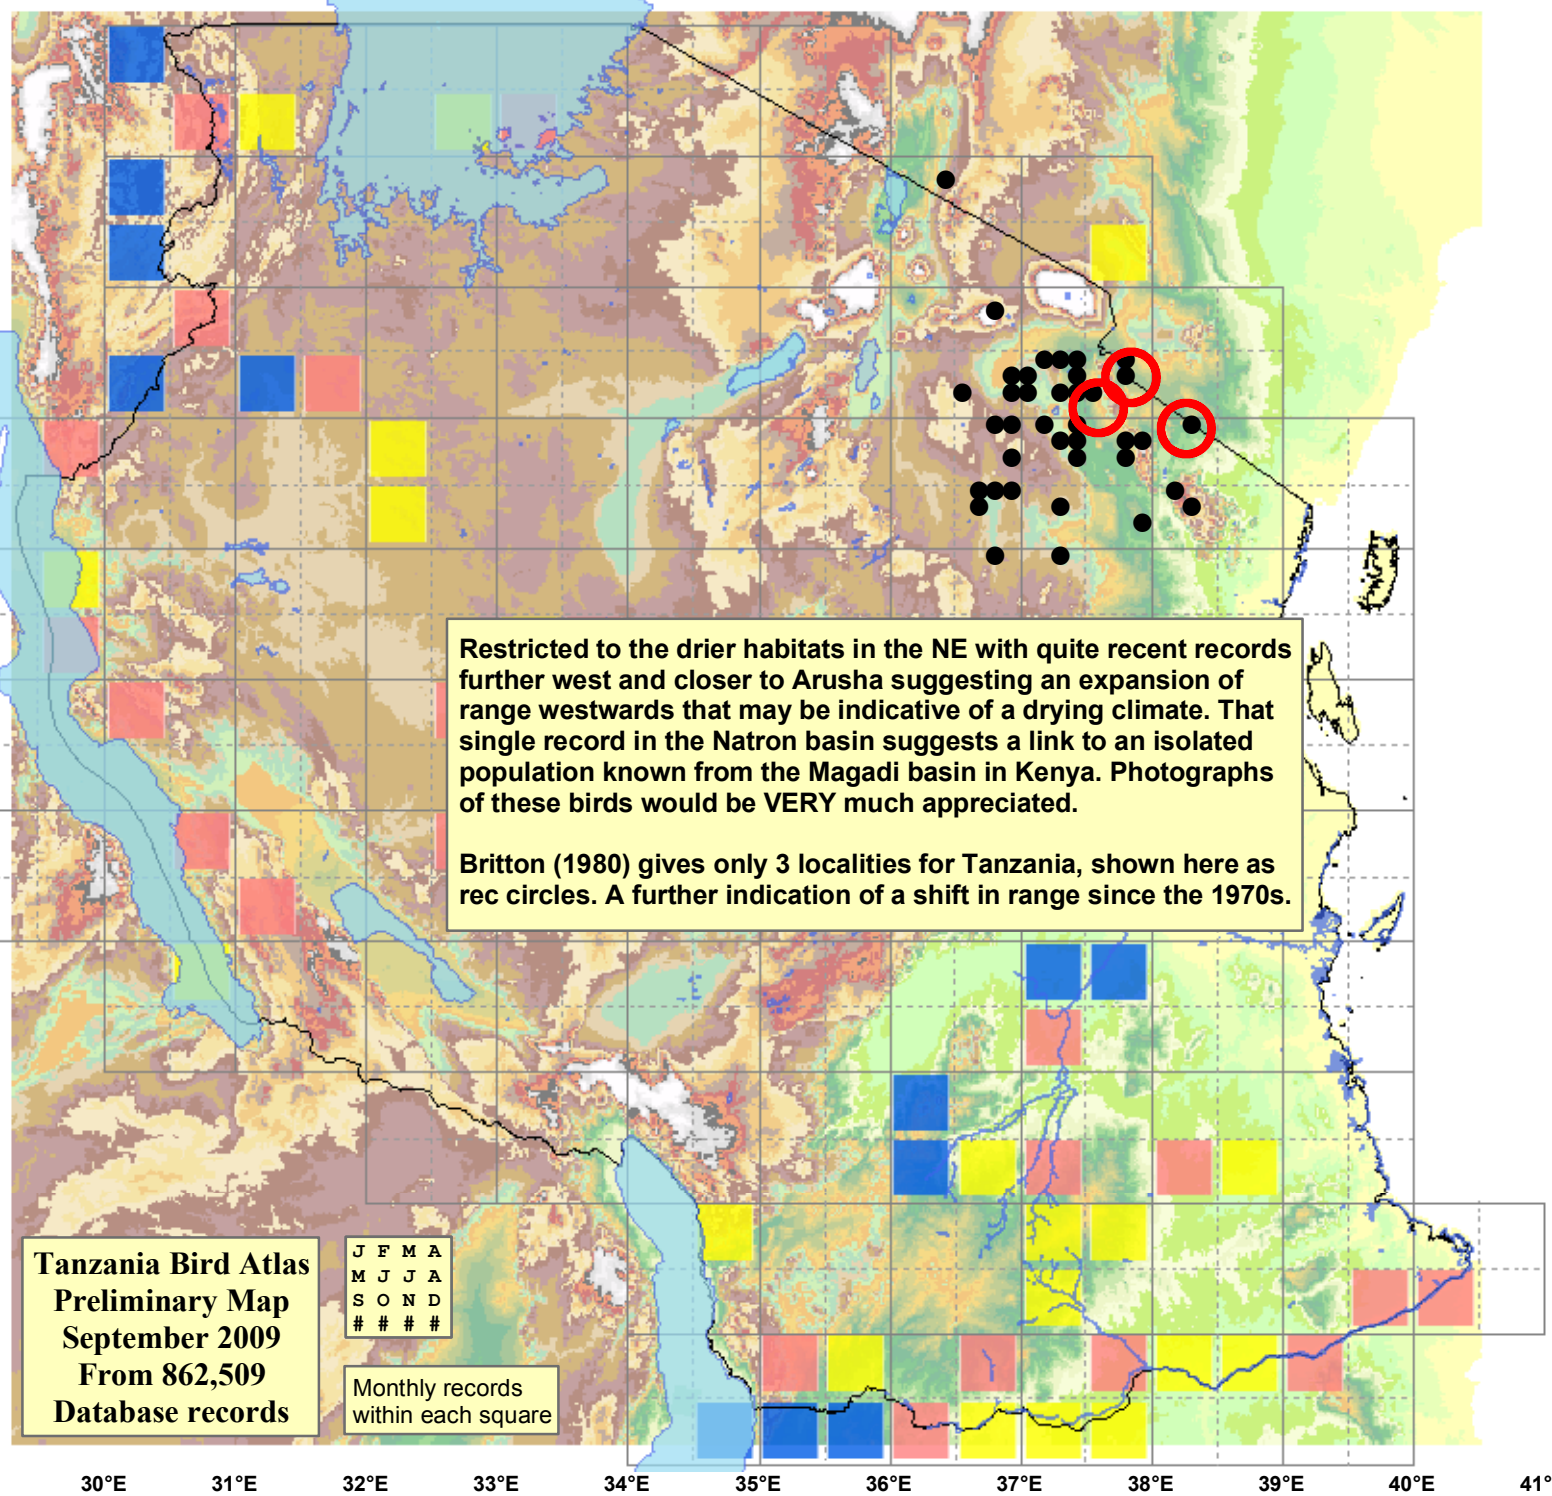 Restricted to the drier habitats in the NE with quite recent records
further west and closer to Arusha suggesting an expansion of
range westwards that may be indicative of a drying climate. That
single record in the Natron basin suggests a link to an isolated
population known from the Magadi basin in Kenya. Photographs
of these birds would be VERY much appreciated.
Britton (1980) gives only 3 localities for Tanzania, shown here as
rec circles. A further indication of a shift in range since the 1970s.
Tanzania Bird Atlas
Preliminary Map
September 2009
From 862,509
Database records
J F M A
M J J A
S O N D
# # # #
Monthly records
within each square
30°E 31°E 32°E 33°E 34°E 35°E 36°E 37°E 38°E 39°E 40°E 41°